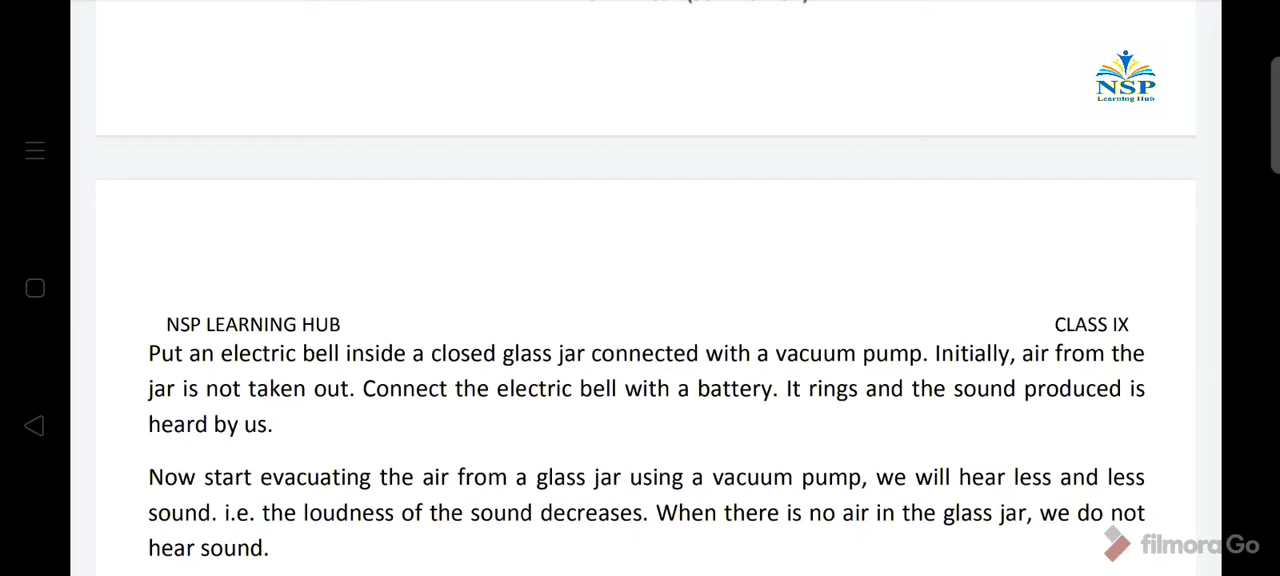 NSP
Learning Hub
NSP LEARNING HUB CLASS IX
Put an electric bell inside a closed glass jar connected with a vacuum pump. Initially, air from the
jar is not taken out. Connect the electric bell with a battery. It rings and the sound produced is
heard by us.
Now start evacuating the air from a glass jar using a vacuum pump, we will hear less and less
sound. i.e. the loudness of the sound decreases. When there is no air in the glass jar, we do not
hear sound.
filmora Go